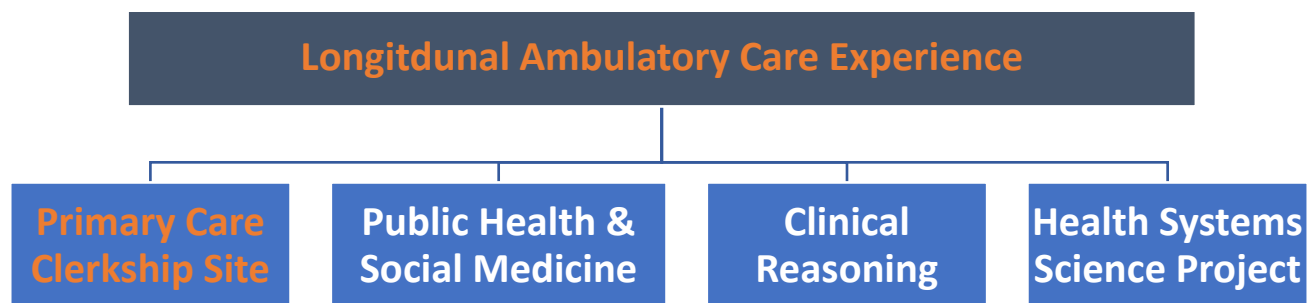 Longitdunal Ambulatory Care Experience
Primary Care
Clerkship Site
Public Health &
Social Medicine
Clinical
Reasoning
Health Systems
Science Project